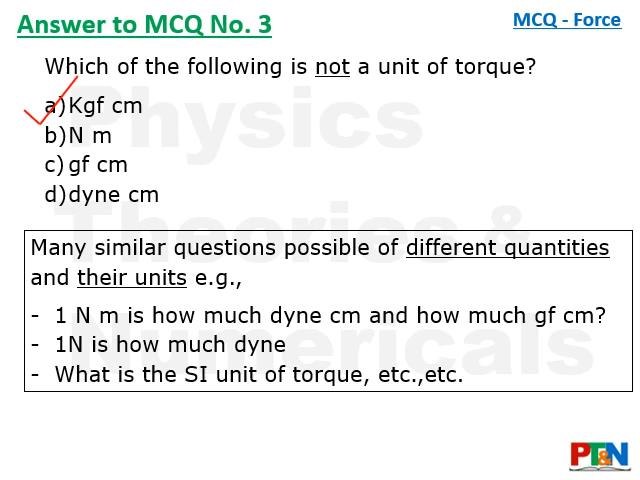 Answer to MCQ No. 3
MCQ - Force
Which of the following is not a unit of torque?
a) Kgf cm
b) N m
c) gf cm
d) dyne cm
Many similar questions possible of different quantities
and their units e.g.,
- 1 N m is how much dyne cm and how much gf cm?
- 1N is how much dyne
- What is the SI unit of torque, etc.,etc.
Physics
Theories &
Numericals
PT&N